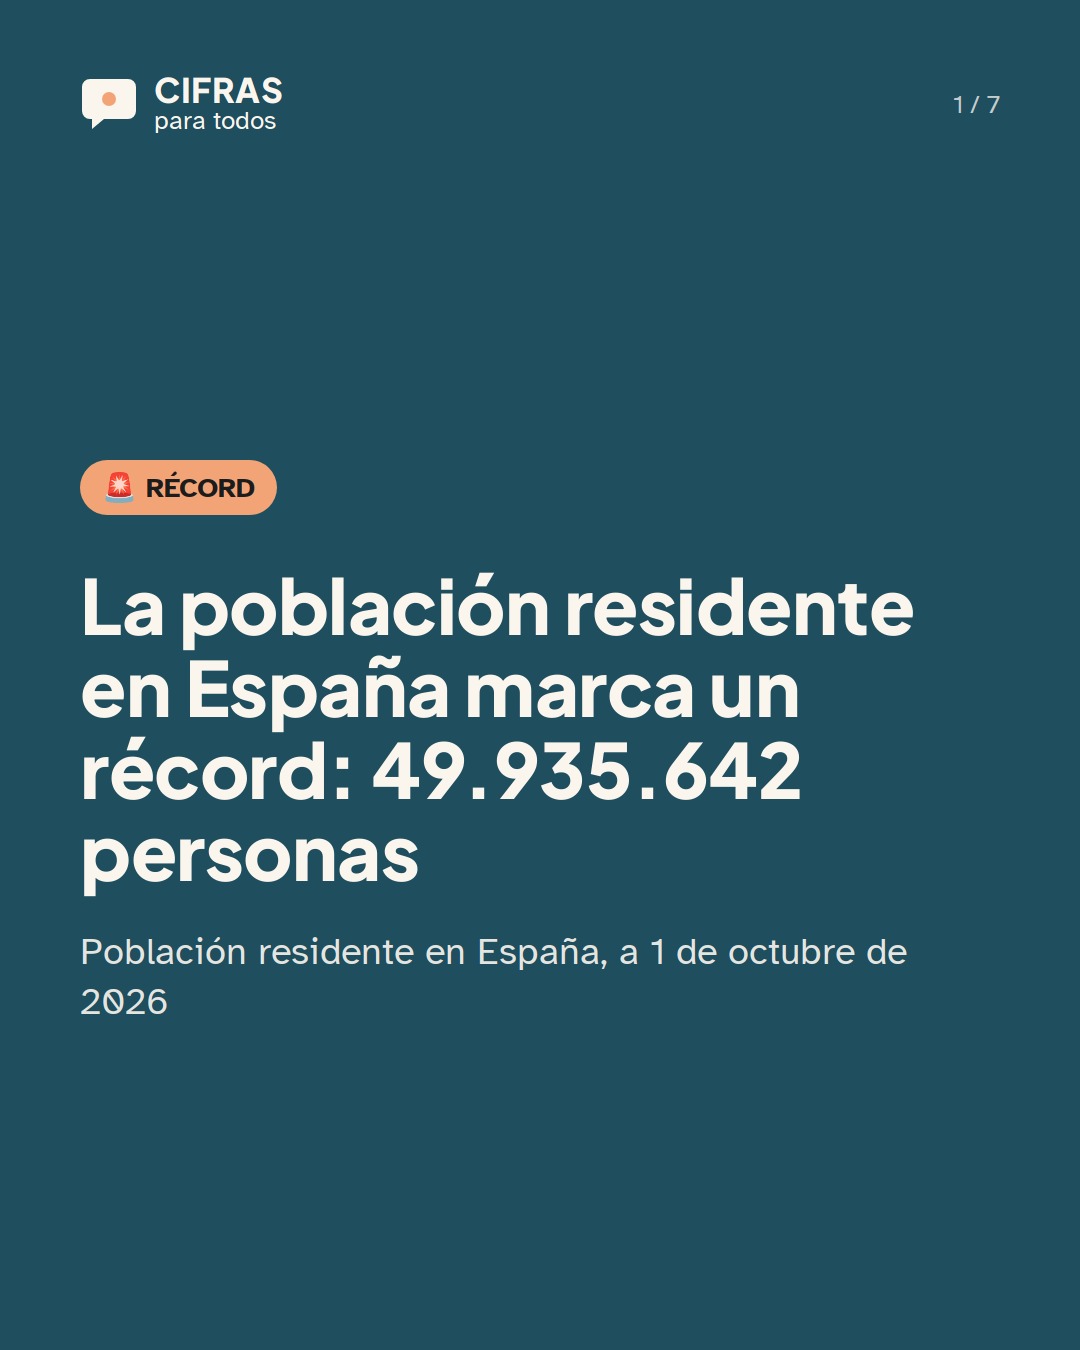 CIFRAS
para todos
1 / 7
🚨 RÉCORD
La población residente
en España marca un
récord: 49.935.642
personas
Población residente en España, a 1 de octubre de
2026